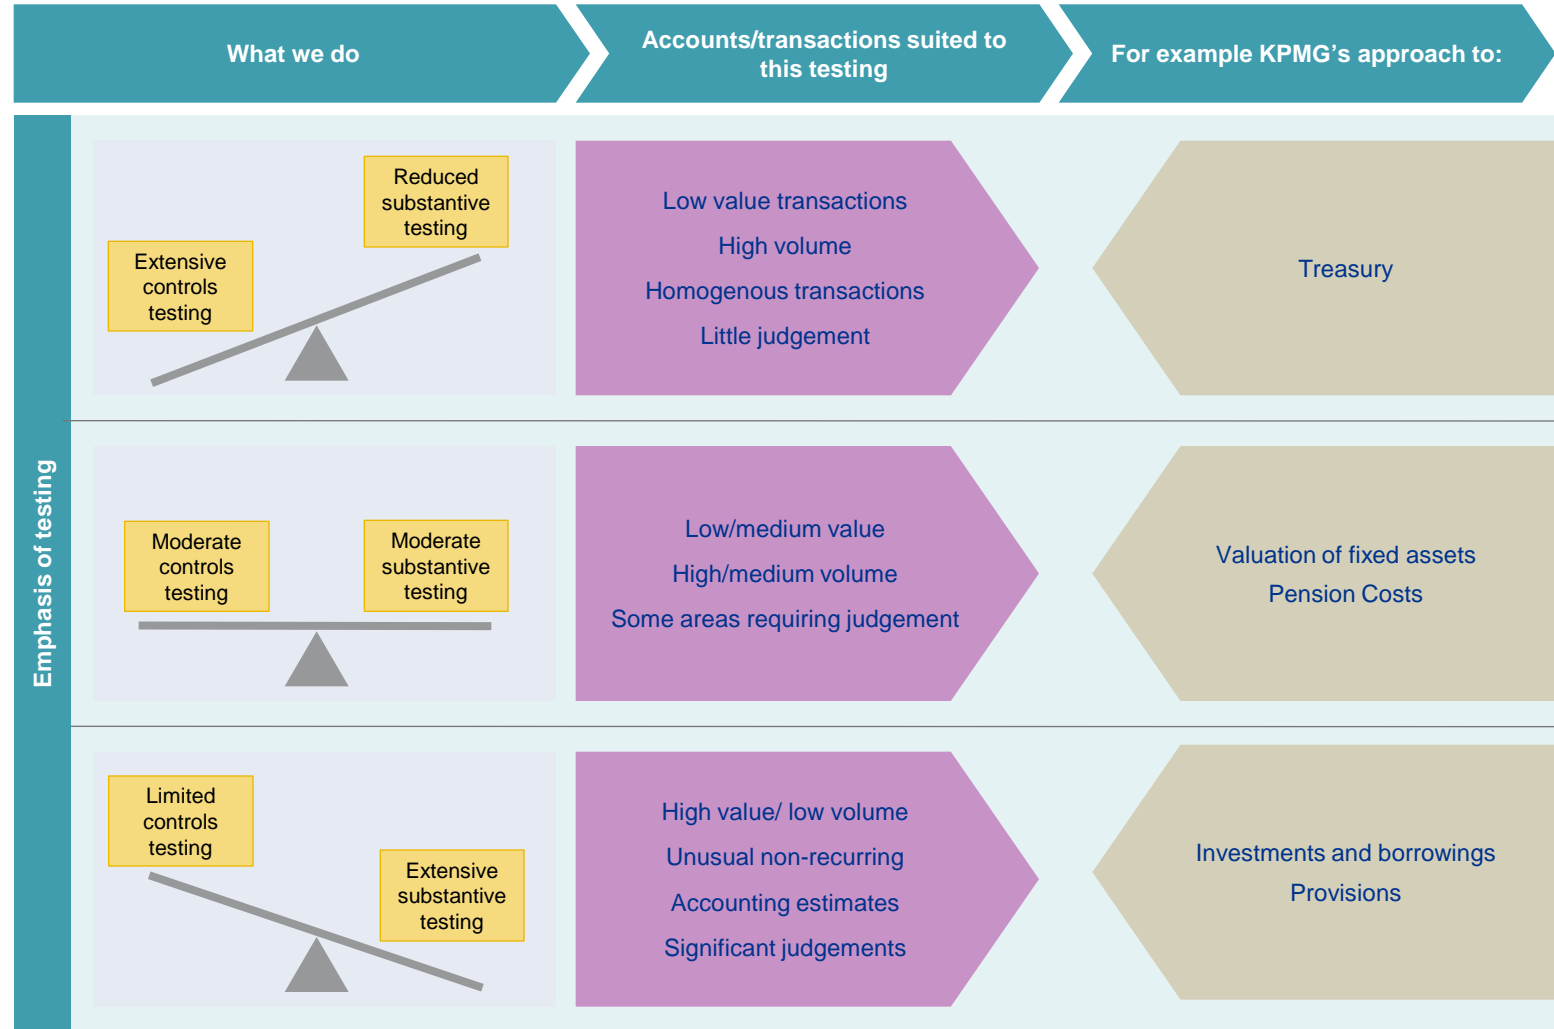 What we do
Accounts/transactions suited to
this testing
For example KPMG's approach to:
Emphasis of testing
Extensive
controls
testing
Reduced
substantive
testing
Low value transactions
High volume
Homogenous transactions
Little judgement
Treasury
Moderate
controls
testing
Moderate
substantive
testing
Low/medium value
High/medium volume
Some areas requiring judgement
Valuation of fixed assets
Pension Costs
Limited
controls
testing
Extensive
substantive
testing
High value/ low volume
Unusual non-recurring
Accounting estimates
Significant judgements
Investments and borrowings
Provisions